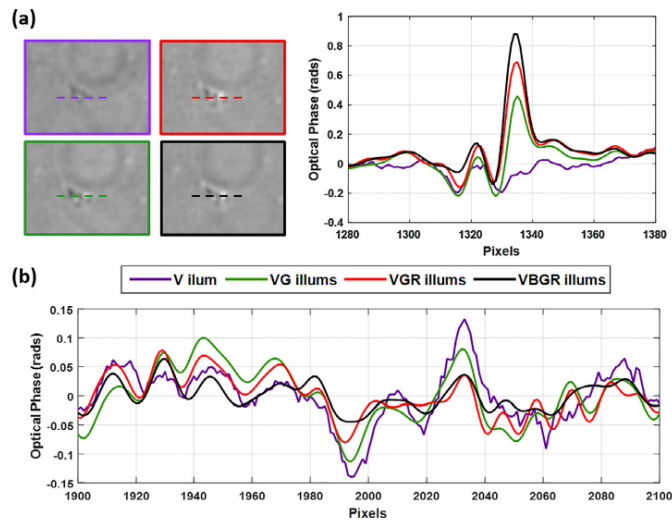 (a)
Optical Phase (rads)
1
0.8
0.6
0.4
0.2
0
-0.2
-0.4
1280 1300 1320 1340 1360 1380
Pixels
(b)
V ilum VG illums VGR illums VBGR illums
Optical Phase (rads)
0.15
0.1
0.05
0
-0.05
-0.1
-0.15
1900 1920 1940 1960 1980 2000 2020 2040 2060 2080 2100
Pixels